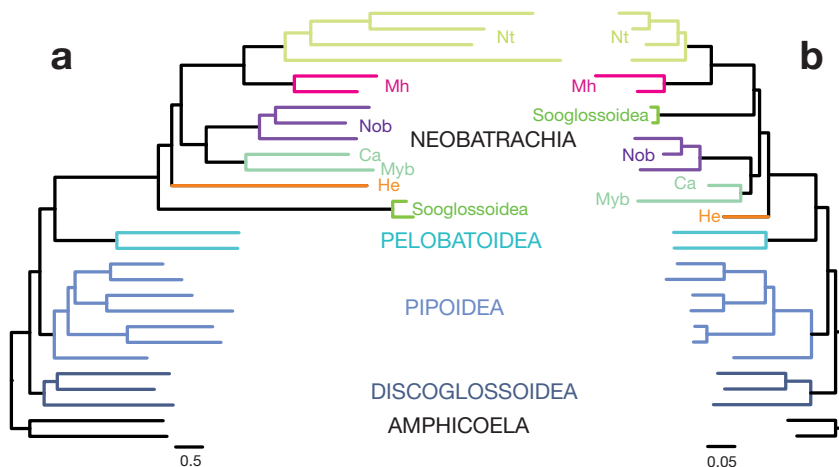 a
b
Nt
Nt
Mh
Mh
Sooglossoidea
Nob
NEOBATRACHIA
Nob
Ca
Myb
Ca
He
Myb
Sooglossoidea
He
PELOBATOIDEA
PIPOIDEA
DISCOGLOSSOIDEA
AMPHICOELA
0.5
0.05